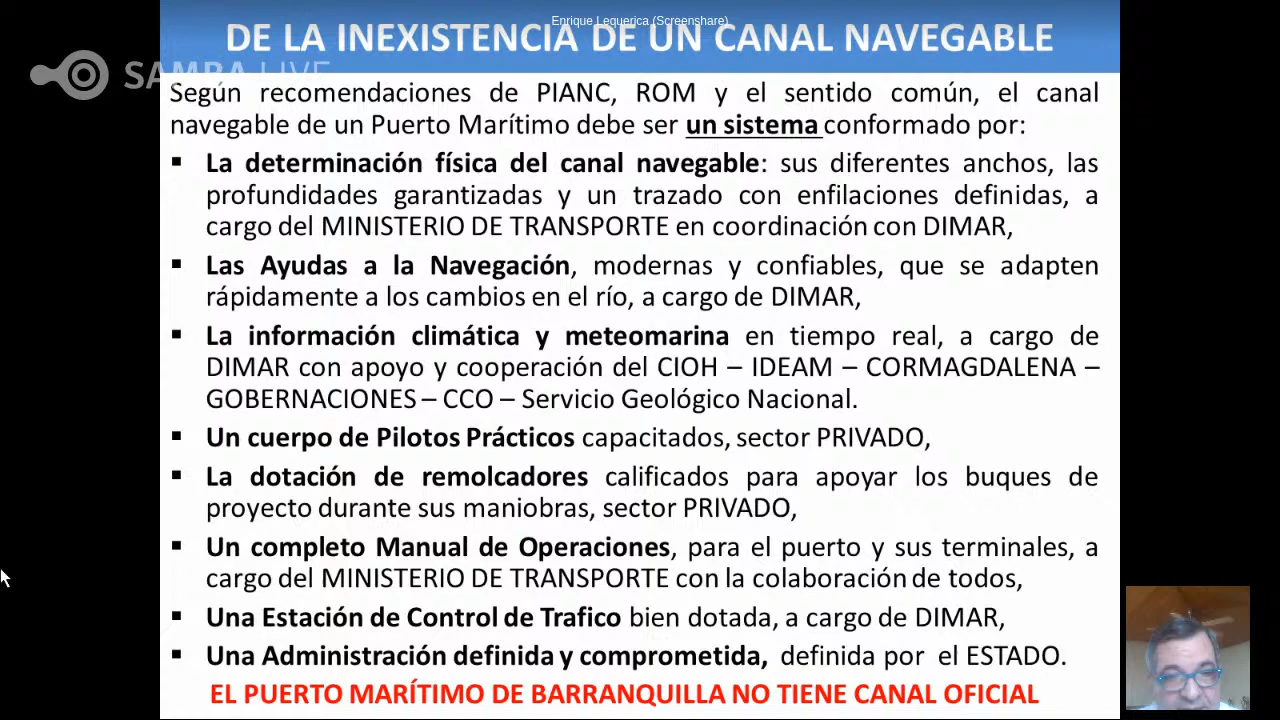 Enrique Lequerica (Screenshare)
DE LA INEXISTENCIA DE UN CANAL NAVEGABLE
SAMBA LIVE
Según recomendaciones de PIANC, ROM y el sentido común, el canal
navegable de un Puerto Marítimo debe ser un sistema conformado por:
▪ La determinación física del canal navegable: sus diferentes anchos, las
profundidades garantizadas y un trazado con enfilaciones definidas, a
cargo del MINISTERIO DE TRANSPORTE en coordinación con DIMAR,
▪ Las Ayudas a la Navegación, modernas y confiables, que se adapten
rápidamente a los cambios en el río, a cargo de DIMAR,
▪ La información climática y meteomarina en tiempo real, a cargo de
DIMAR con apoyo y cooperación del CIOH – IDEAM – CORMAGDALENA –
GOBERNACIONES – CCO – Servicio Geológico Nacional.
▪ Un cuerpo de Pilotos Prácticos capacitados, sector PRIVADO,
▪ La dotación de remolcadores calificados para apoyar los buques de
proyecto durante sus maniobras, sector PRIVADO,
▪ Un completo Manual de Operaciones, para el puerto y sus terminales, a
cargo del MINISTERIO DE TRANSPORTE con la colaboración de todos,
▪ Una Estación de Control de Trafico bien dotada, a cargo de DIMAR,
▪ Una Administración definida y comprometida, definida por el ESTADO.
EL PUERTO MARÍTIMO DE BARRANQUILLA NO TIENE CANAL OFICIAL